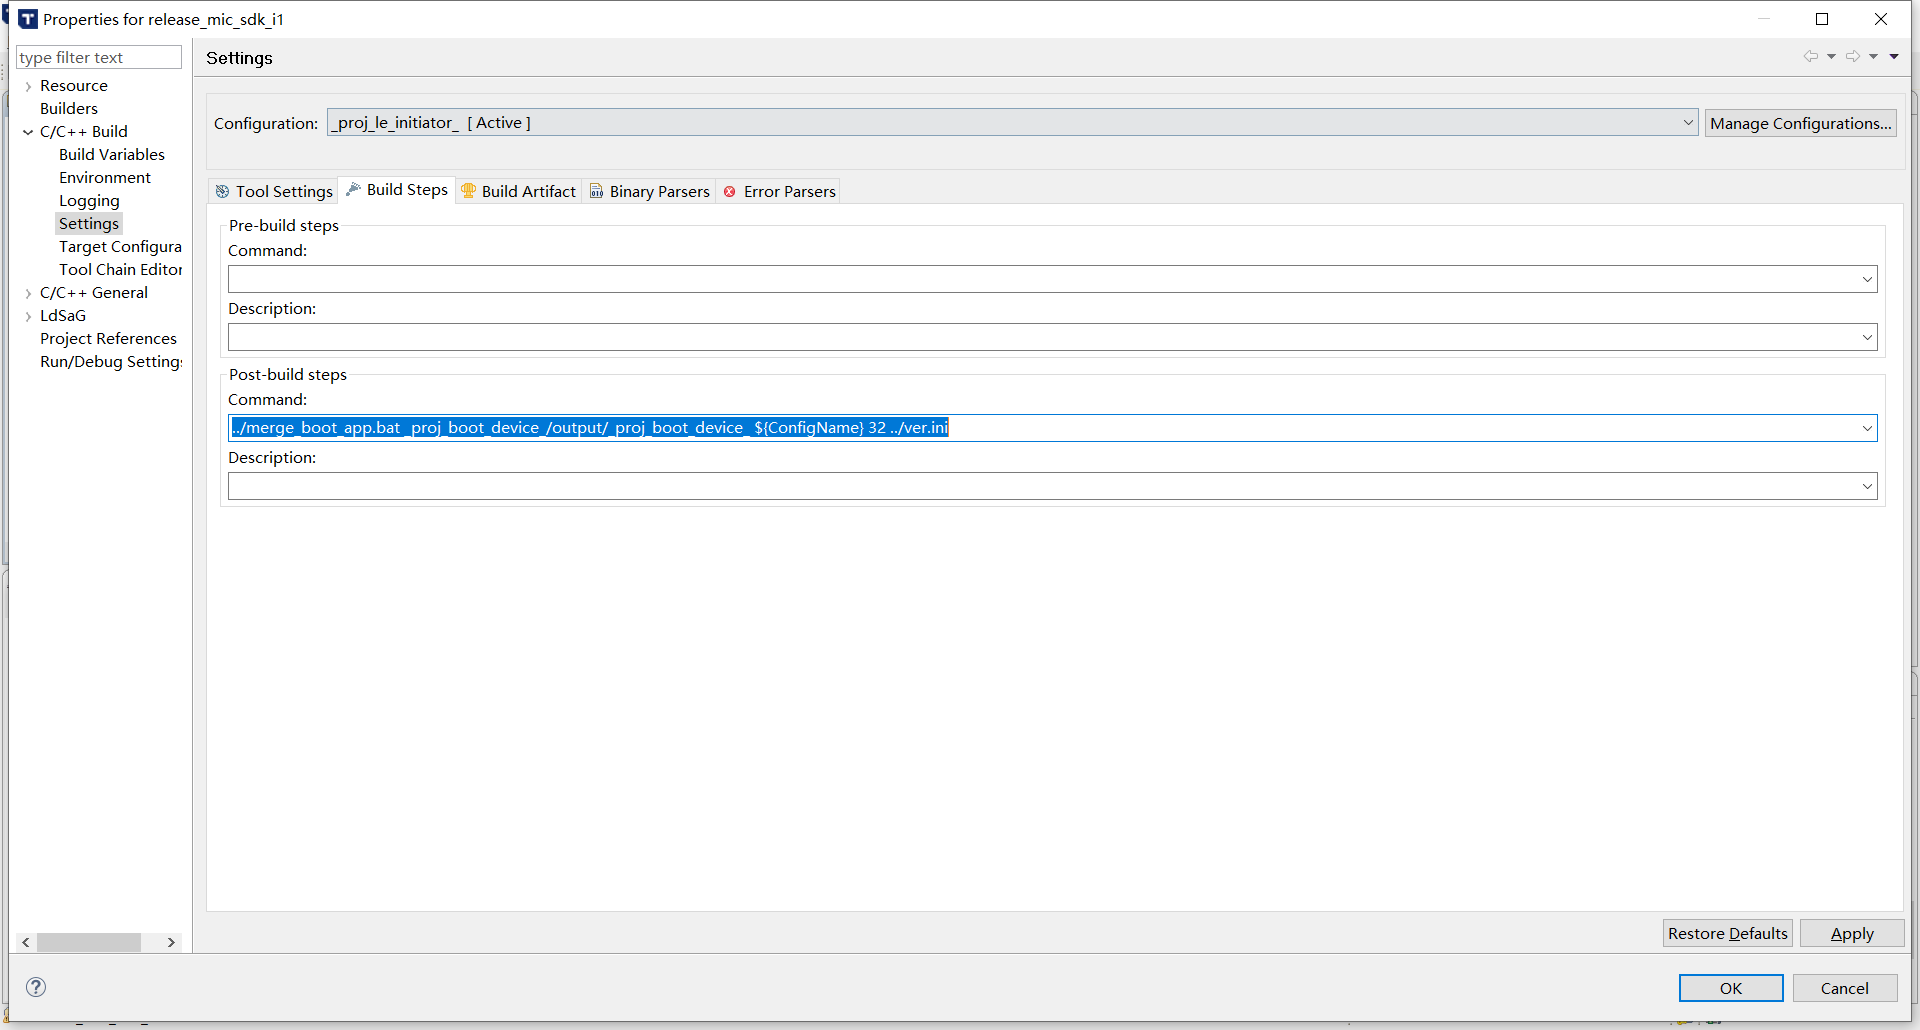 Properties for release_mic_sdk_i1
type filter text
Resource
Builders
C/C++ Build
Build Variables
Environment
Logging
Settings
Target Configura
Tool Chain Editor
C/C++ General
LdSaG
Project References
Run/Debug Settings
Settings
Configuration:
_proj_le_initiator_ [ Active ]
Manage Configurations...
Tool Settings
Build Steps
Build Artifact
Binary Parsers
Error Parsers
Pre-build steps
Command:
Description:
Post-build steps
Command:
../merge_boot_app.bat _proj_boot_device_/output/_proj_boot_device_ ${ConfigName} 32 ../ver.ini
Description:
Restore Defaults
Apply
OK
Cancel